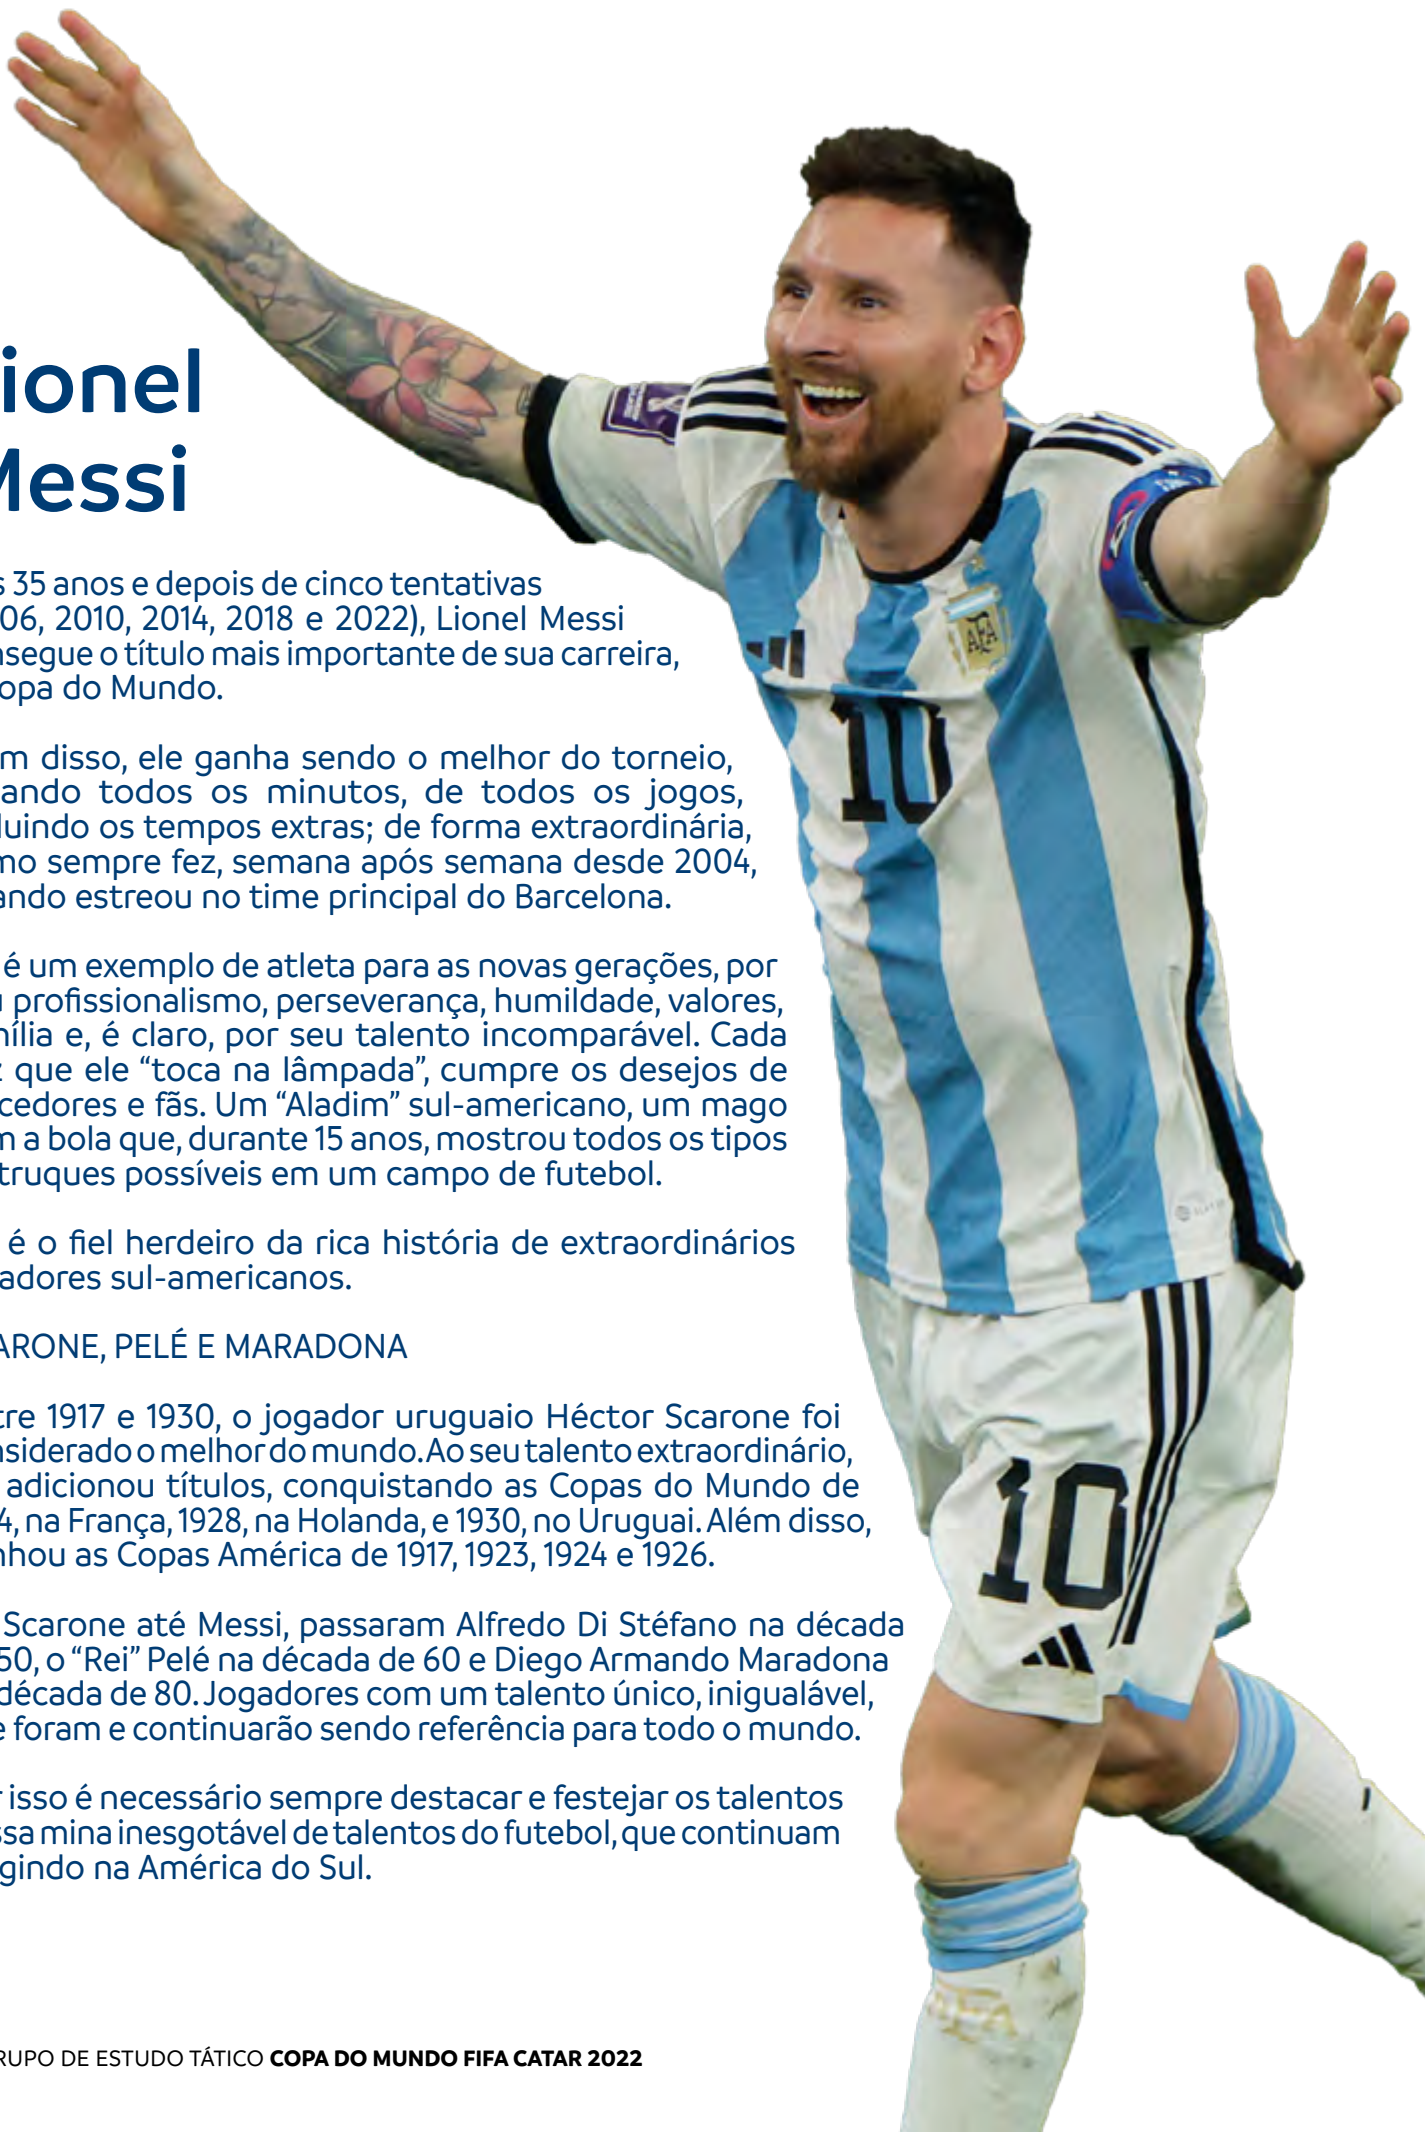 ionel
Messi
s 35 anos e depois de cinco tentativas
06, 2010, 2014, 2018 e 2022), Lionel Messi
nsegue o título mais importante de sua carreira,
opa do Mundo.
m disso, ele ganha sendo o melhor do torneio,
ando todos os minutos, de todos os jogos,
luindo os tempos extras; de forma extraordinária,
mo sempre fez, semana após semana desde 2004,
ando estreou no time principal do Barcelona.
é um exemplo de atleta para as novas gerações, por
u profissionalismo, perseverança, humildade, valores,
mília e, é claro, por seu talento incomparável. Cada
z que ele “toca na lâmpada”, cumpre os desejos de
cedores e fãs. Um “Aladim” sul-americano, um mago
m a bola que, durante 15 anos, mostrou todos os tipos
truques possíveis em um campo de futebol.
é o fiel herdeiro da rica história de extraordinários
adores sul-americanos.
ARONE, PELÉ E MARADONA
tre 1917 e 1930, o jogador uruguaio Héctor Scarone foi
nsiderado o melhor do mundo. Ao seu talento extraordinário,
adicionou títulos, conquistando as Copas do Mundo de
4, na França, 1928, na Holanda, e 1930, no Uruguai. Além disso,
nhou as Copas América de 1917, 1923, 1924 e 1926.
Scarone até Messi, passaram Alfredo Di Stéfano na década
50, o “Rei” Pelé na década de 60 e Diego Armando Maradona
década de 80. Jogadores com um talento único, inigualável,
e foram e continuarão sendo referência para todo o mundo.
r isso é necessário sempre destacar e festejar os talentos
ssa mina inesgotável de talentos do futebol, que continuam
gindo na América do Sul.
RUPO DE ESTUDO TÁTICO COPA DO MUNDO FIFA CATAR 2022
AFA
10
10